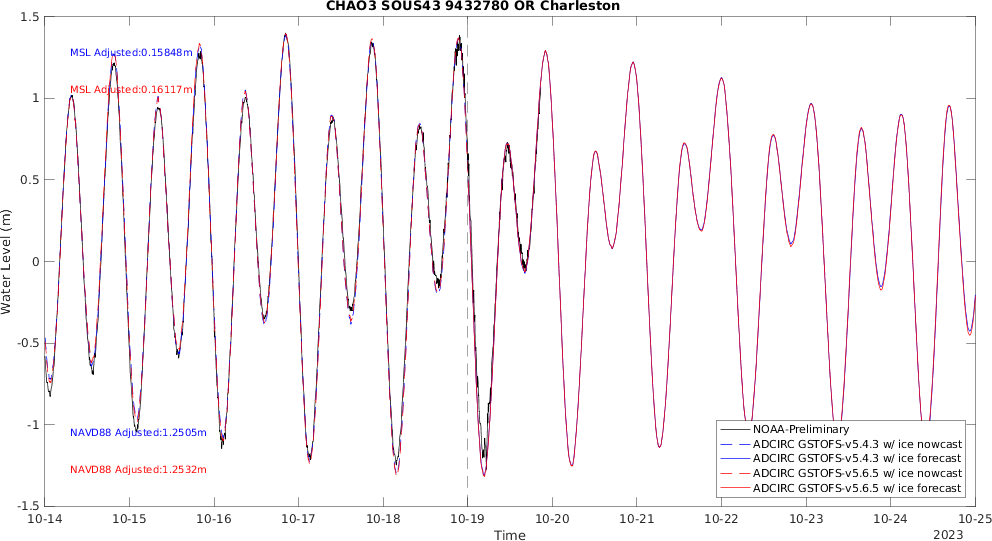 CHAO3 SOUS43 9432780 OR Charleston
1.5
1
0.5
0
-0.5
-1
-1.5
Water Level (m)
MSL Adjusted:0.15848m
MSL Adjusted:0.16117m
NAVD88 Adjusted:1.2505m
NAVD88 Adjusted:1.2532m
NOAA-Preliminary
ADCIRC GSTOFS-v5.4.3 w/ ice nowcast
ADCIRC GSTOFS-v5.4.3 w/ ice forecast
ADCIRC GSTOFS-v5.6.5 w/ ice nowcast
ADCIRC GSTOFS-v5.6.5 w/ ice forecast
10-14 10-15 10-16 10-17 10-18 10-19 10-20 10-21 10-22 10-23 10-24 10-25
Time
2023